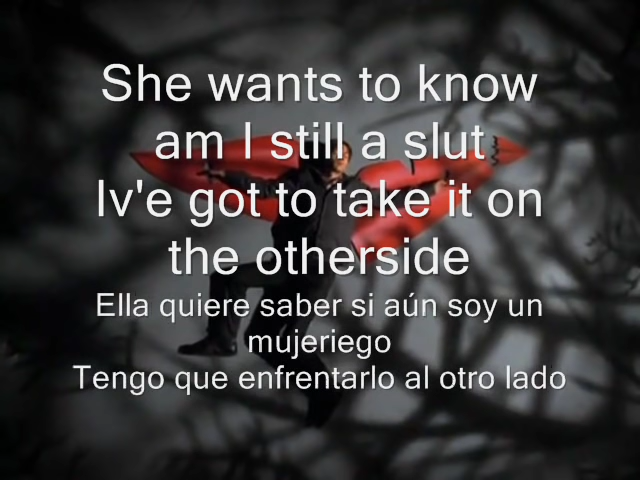 She wants to know
am I still a slut
Iv'e got to take it on
the otherside
Ella quiere saber si aún soy un
mujeriego
Tengo que enfrentarlo al otro lado